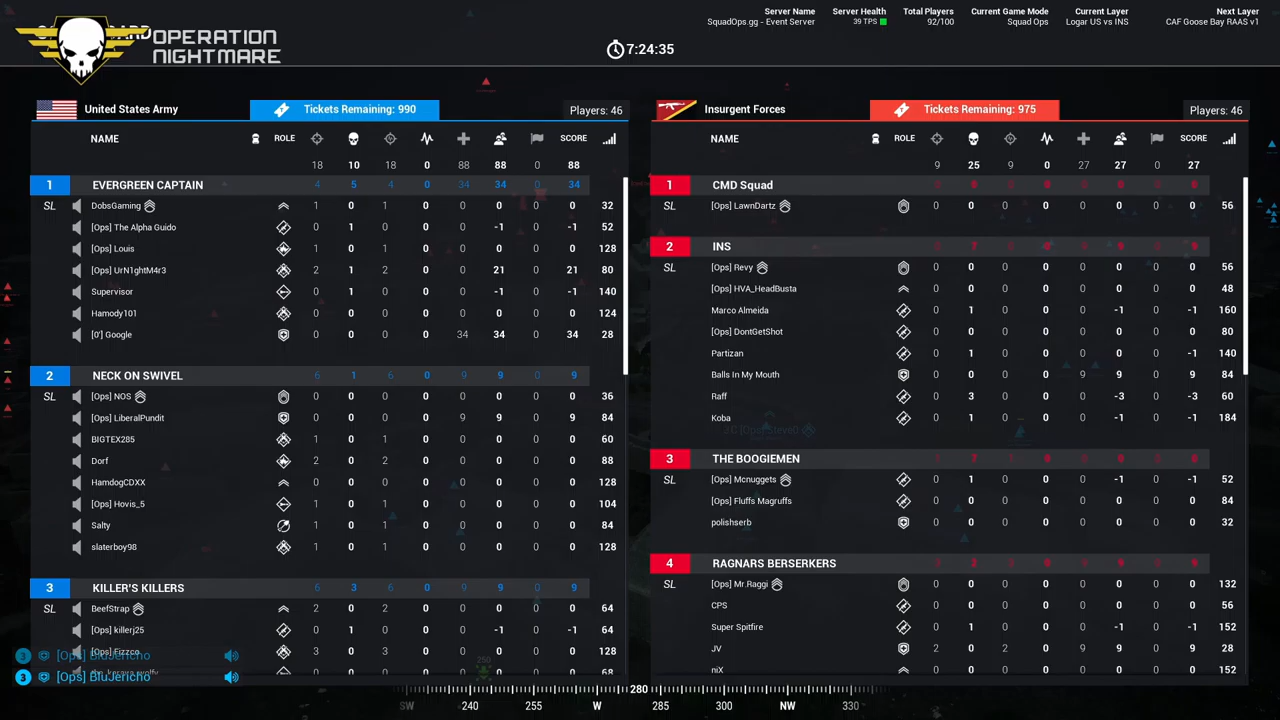 Server Name Server Health Total Players Current Game Mode Current Layer Next Layer
SquadOps.gg - Event Server 39 TPS 92/100 Squad Ops Logar US vs INS CAF Goose Bay RAAS v1
OPERATION
NIGHTMARE
7:24:35
United States Army Tickets Remaining: 990 Players: 46
NAME ROLE SCORE
18 10 18 0 88 88 0 88
1 EVERGREEN CAPTAIN 4 5 4 0 34 34 0 34
SL DobsGaming 1 0 1 0 0 0 0 0 32
[Ops] The Alpha Guido 0 1 0 0 0 -1 0 -1 52
[Ops] Louis 1 0 1 0 0 0 0 0 128
[Ops] UrN1ghtM4r3 2 1 2 0 0 21 0 21 80
Supervisor 0 1 0 0 0 -1 0 -1 140
Hamody101 0 0 0 0 0 0 0 0 124
[0'] Google 0 0 0 0 34 34 0 34 28
2 NECK ON SWIVEL 6 1 6 0 9 9 0 9
SL [Ops] NOS 0 0 0 0 0 0 0 0 36
[Ops] LiberalPundit 0 0 0 0 9 9 0 9 84
BIGTEX285 1 0 1 0 0 0 0 0 60
Dorf 2 0 2 0 0 0 0 0 88
HamdogCDXX 0 0 0 0 0 0 0 0 128
[Ops] Hovis_5 1 0 1 0 0 0 0 0 104
Salty 1 0 1 0 0 0 0 0 84
slaterboy98 1 0 1 0 0 0 0 0 128
3 KILLER'S KILLERS 6 3 6 0 9 9 0 9
SL BeefStrap 2 0 2 0 0 0 0 0 64
[Ops] killerj25 0 1 0 0 0 -1 0 -1 64
[Ops] Fizzco 3 0 3 0 0 0 0 0 128
3 [Ops] BluJericho
3 [Ops] BluJericho
Insurgent Forces Tickets Remaining: 975 Players: 46
NAME ROLE SCORE
9 25 9 0 27 27 0 27
1 CMD Squad
SL [Ops] LawnDartz 0 0 0 0 0 0 0 0 56
2 INS
SL [Ops] Revy 0 0 0 0 0 0 0 0 56
[Ops] HVA_HeadBusta 0 0 0 0 0 0 0 0 48
Marco Almeida 0 1 0 0 0 -1 0 -1 160
[Ops] DontGetShot 0 0 0 0 0 0 0 0 80
Partizan 0 1 0 0 0 0 0 -1 140
Balls In My Mouth 0 0 0 0 9 9 0 9 84
Raff 0 3 0 0 0 -3 0 -3 60
Koba 0 1 0 0 0 -1 0 -1 184
3 THE BOOGIEMEN
SL [Ops] Mcnuggets 0 1 0 0 0 -1 0 -1 52
[Ops] Fluffs Magruffs 0 0 0 0 0 0 0 0 84
polishserb 0 0 0 0 0 0 0 0 32
4 RAGNARS BERSERKERS
SL [Ops] Mr.Raggi 0 0 0 0 0 0 0 0 132
CPS 0 0 0 0 0 0 0 0 56
Super Spitfire 0 1 0 0 0 -1 0 -1 152
JV 2 0 2 0 9 9 0 9 28
niX 0 0 0 0 0 0 0 0 152
280
SW 240 255 W 285 300 NW 330